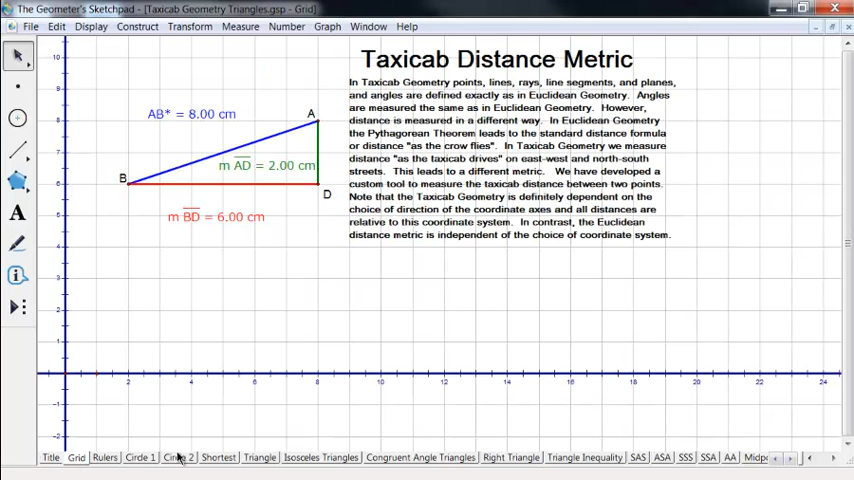 The Geometer's Sketchpad - [Taxicab Geometry Triangles.gsp - Grid]
File Edit Display Construct Transform Measure Number Graph Window Help
Taxicab Distance Metric
In Taxicab Geometry points, lines, rays, line segments, and planes,
and angles are defined exactly as in Euclidean Geometry. Angles
are measured the same as in Euclidean Geometry. However,
distance is measured in a different way. In Euclidean Geometry
the Pythagorean Theorem leads to the standard distance formula
or distance "as the crow flies". In Taxicab Geometry we measure
distance "as the taxicab drives" on east-west and north-south
streets. This leads to a different metric. We have developed a
custom tool to measure the taxicab distance between two points.
Note that the Taxicab Geometry is definitely dependent on the
choice of direction of the coordinate axes and all distances are
relative to this coordinate system. In contrast, the Euclidean
distance metric is independent of the choice of coordinate system.
AB* = 8.00 cm
A
m AD = 2.00 cm
B
D
m BD = 6.00 cm
10
8
7
6
5
4
3
2
1
-1
-2
2 4 6 8 10 12 14 16 18 20 22 24
A
Title Grid Rulers Circle 1 Circle 2 Shortest Triangle Isosceles Triangles Congruent Angle Triangles Right Triangle Triangle Inequality SAS ASA SSS SSA AA Midpo